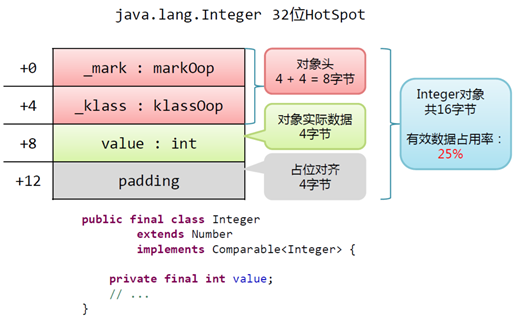 java.lang.Integer 32位HotSpot
+0
_mark : markOop
+4
_klass : klassOop
+8
value : int
+12
padding
对象头
4 + 4 = 8字节
对象实际数据
4字节
占位对齐
4字节
Integer对象
共16字节
有效数据占用率：
25%
public final class Integer
extends Number
implements Comparable<Integer> {
private final int value;
// ...
}